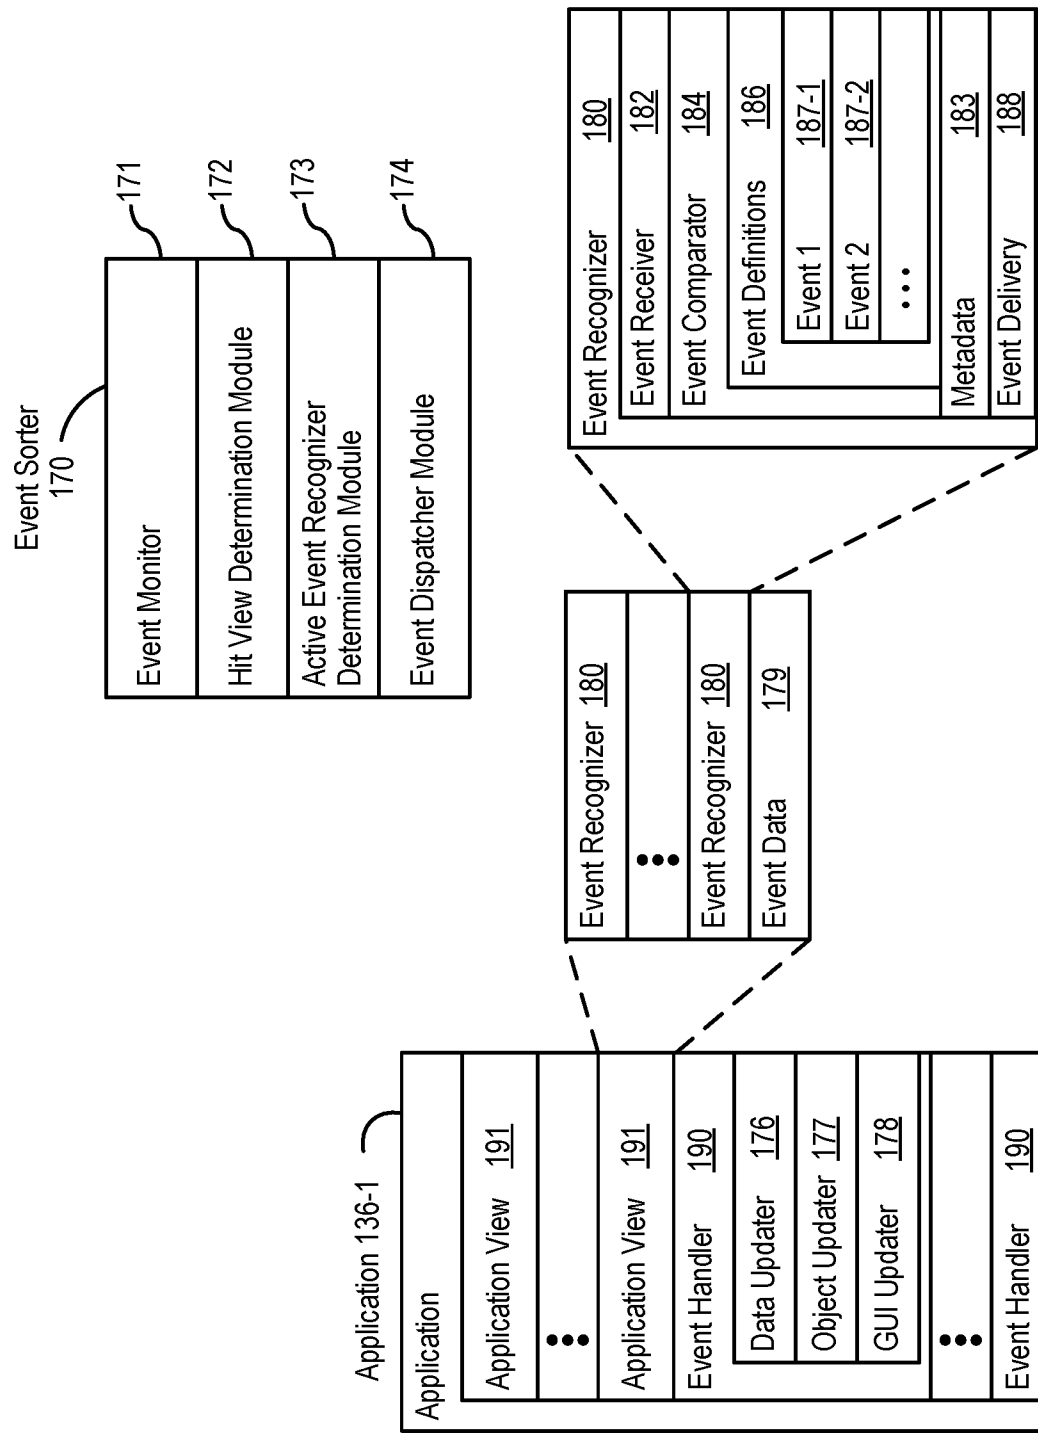 Event Sorter
170
Event Monitor
171
Hit View Determination Module
172
Active Event Recognizer
Determination Module
173
Event Dispatcher Module
174
Application 136-1
Application
Application View 191
•••
Application View 191
Event Handler 190
Data Updater 176
Object Updater 177
GUI Updater 178
•••
Event Handler 190
Event Recognizer 180
•••
Event Recognizer 180
Event Data 179
Event Recognizer 180
Event Receiver 182
Event Comparator 184
Event Definitions 186
Event 1 187-1
Event 2 187-2
•••
Metadata 183
Event Delivery 188